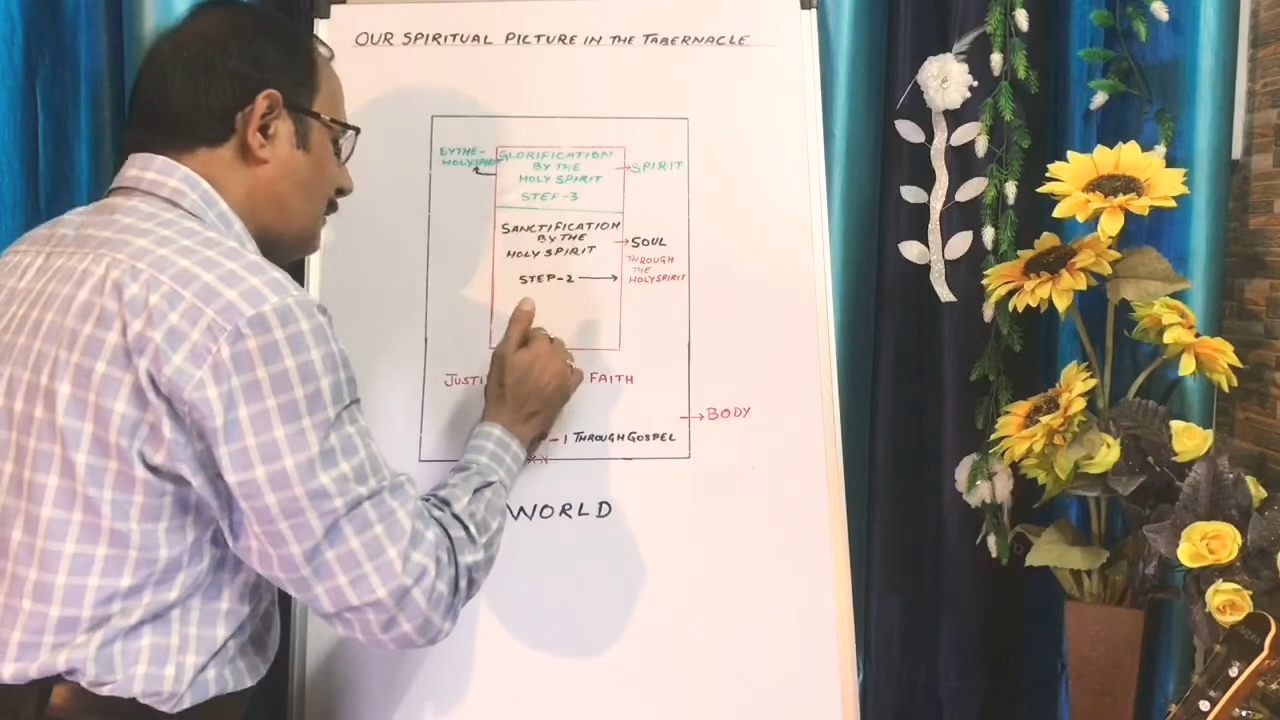 OUR SPIRITUAL PICTURE IN THE TABERNACLE
BY THE-
HOLY SPIRIT
GLORIFICATION
BY THE
HOLY SPIRIT
STEP-3
SPIRIT
SANCTIFICATION
BY THE
HOLY SPIRIT
STEP-2
SOUL
THROUGH
THE
HOLY SPIRIT
FAITH
BODY
1 THROUGH GOSPEL
WORLD